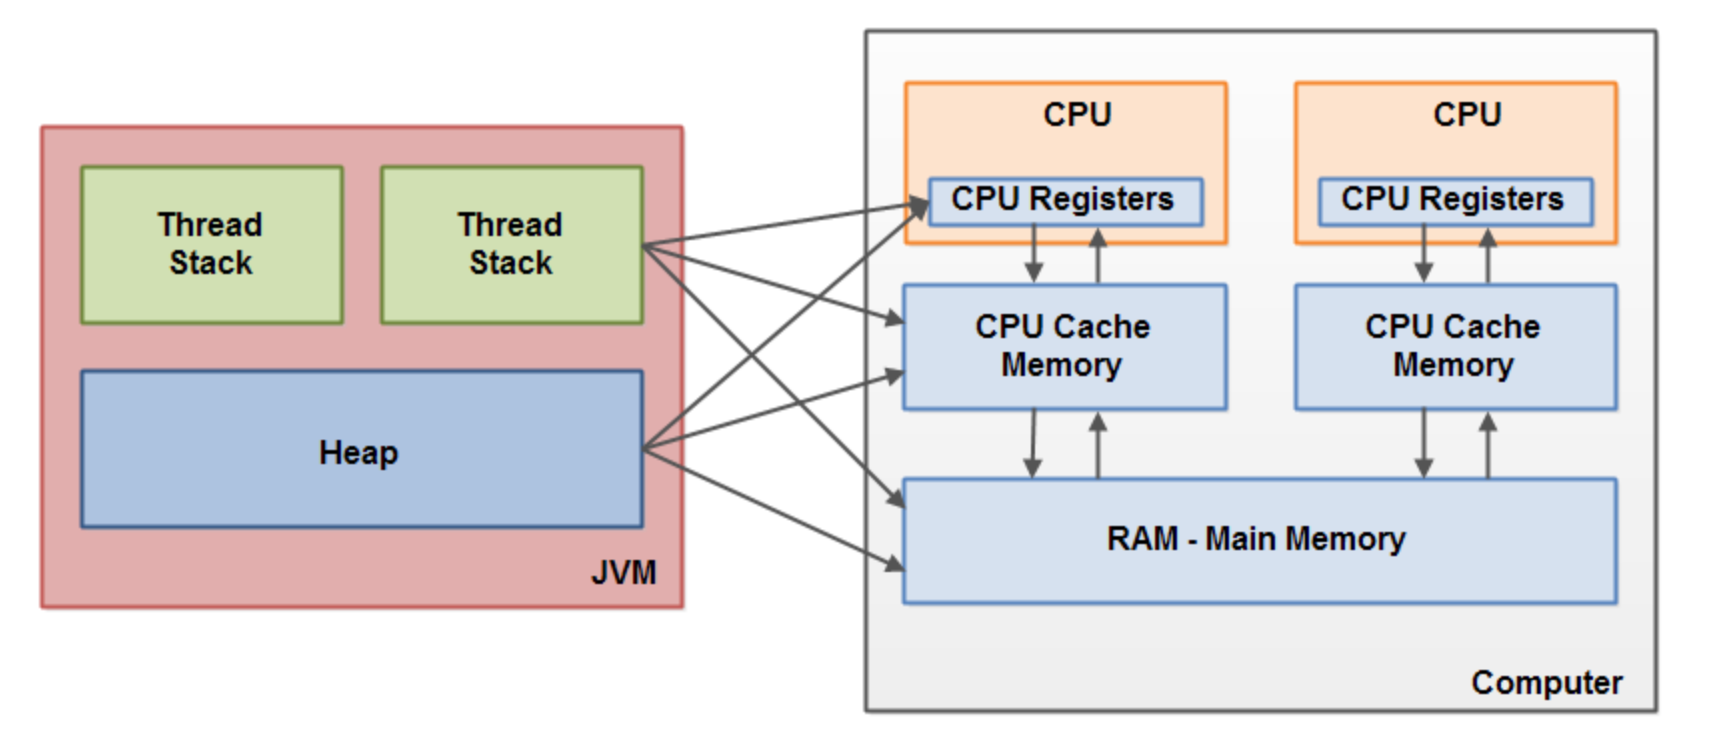 Thread
Stack
Thread
Stack
Heap
JVM
CPU
CPU Registers
CPU Cache
Memory
CPU
CPU Registers
CPU Cache
Memory
RAM - Main Memory
Computer